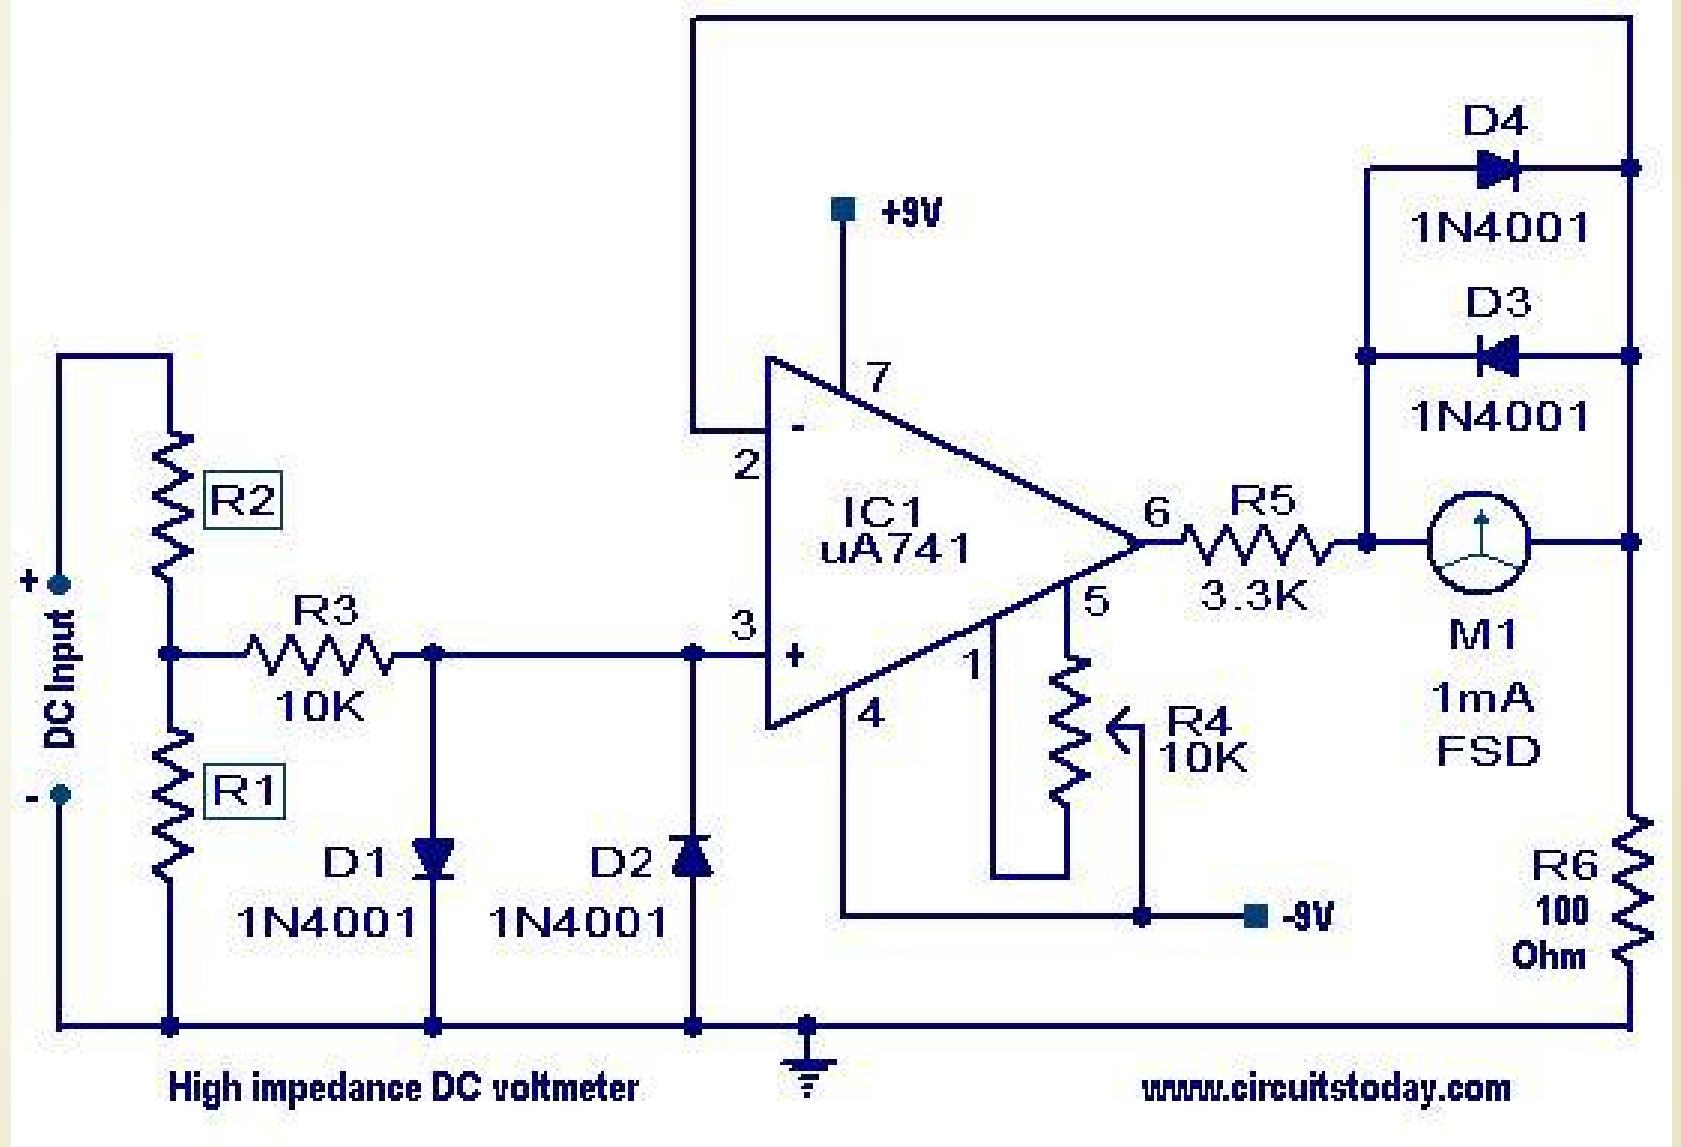 D4
1N4001
+9V
D3
1N4001
7
-
2
R2
IC1
uA741
6
R5
3.3K
+
DC Input
-
R3
10K
3
+
5
1
4
R4
10K
M1
1mA
FSD
R1
D1
1N4001
D2
1N4001
-9V
R6
100
Ohm
High impedance DC voltmeter
www.circuitstoday.com